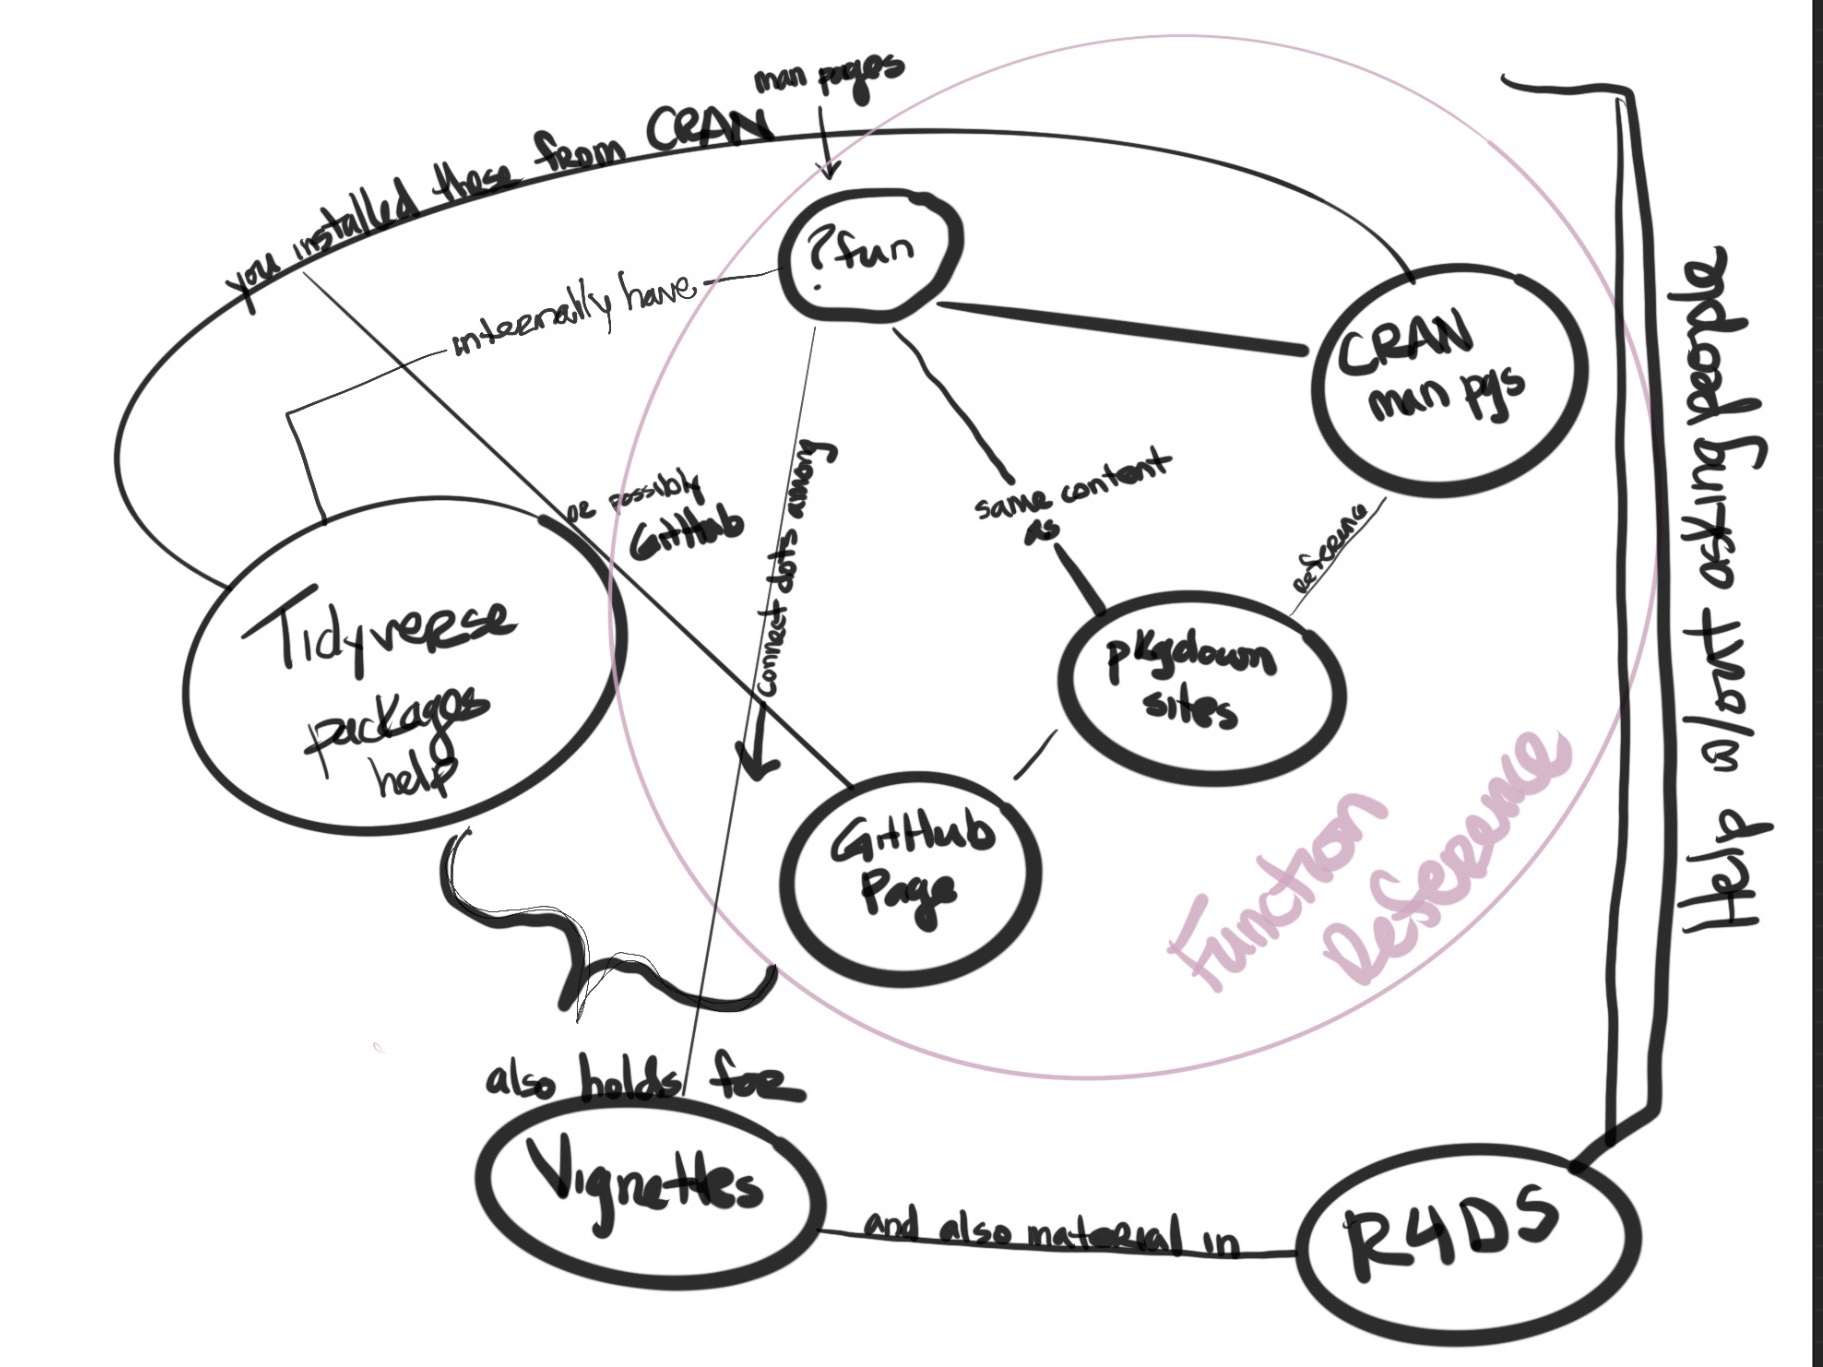 man pages
you installed these from CRAN
?fun
internally have
CRAN
man pgs
or possibly
GitHub
connect dots among
same content
as
reference
Tidyverse
packages
help
pkgdown
sites
GitHub
Page
Function
Reference
Help w/out asking people
also holds for
Vignettes
and also material in
R4DS